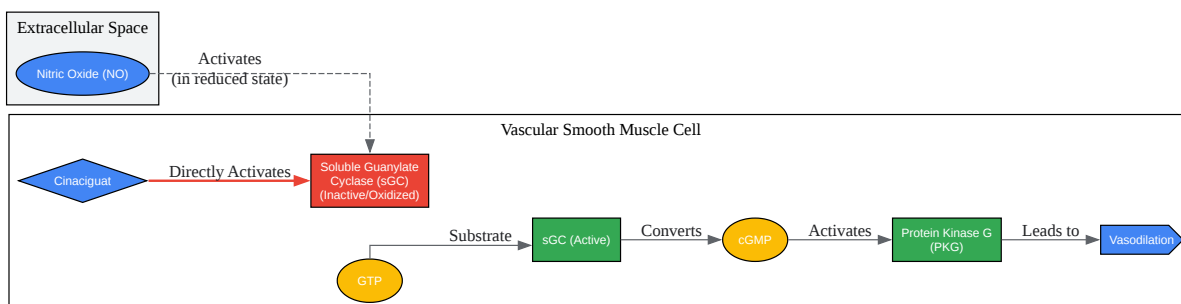 Extracellular Space
Nitric Oxide (NO)
Activates
(in reduced state)
Vascular Smooth Muscle Cell
Cinaciguat
Directly Activates
Soluble Guanylate
Cyclase (sGC)
(Inactive/Oxidized)
GTP
Substrate
sGC (Active)
Converts
cGMP
Activates
Protein Kinase G
(PKG)
Leads to
Vasodilation